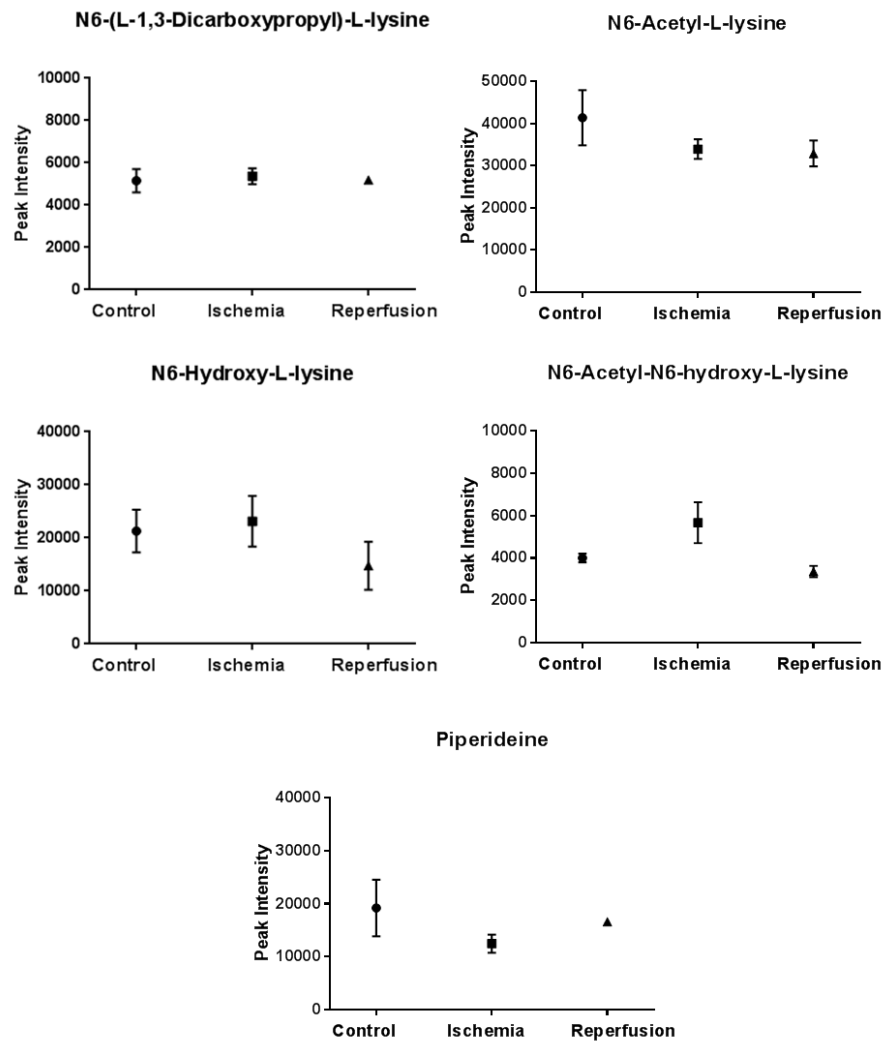 N6-(L-1,3-Dicarboxypropyl)-L-lysine
10000
8000
6000
4000
2000
0
Peak Intensity
Control Ischemia Reperfusion
N6-Acetyl-L-lysine
50000
40000
30000
20000
10000
0
Peak Intensity
Control Ischemia Reperfusion
N6-Hydroxy-L-lysine
40000
30000
20000
10000
0
Peak Intensity
Control Ischemia Reperfusion
N6-Acetyl-N6-hydroxy-L-lysine
10000
8000
6000
4000
2000
0
Peak Intensity
Control Ischemia Reperfusion
Piperideine
40000
30000
20000
10000
0
Peak Intensity
Control Ischemia Reperfusion